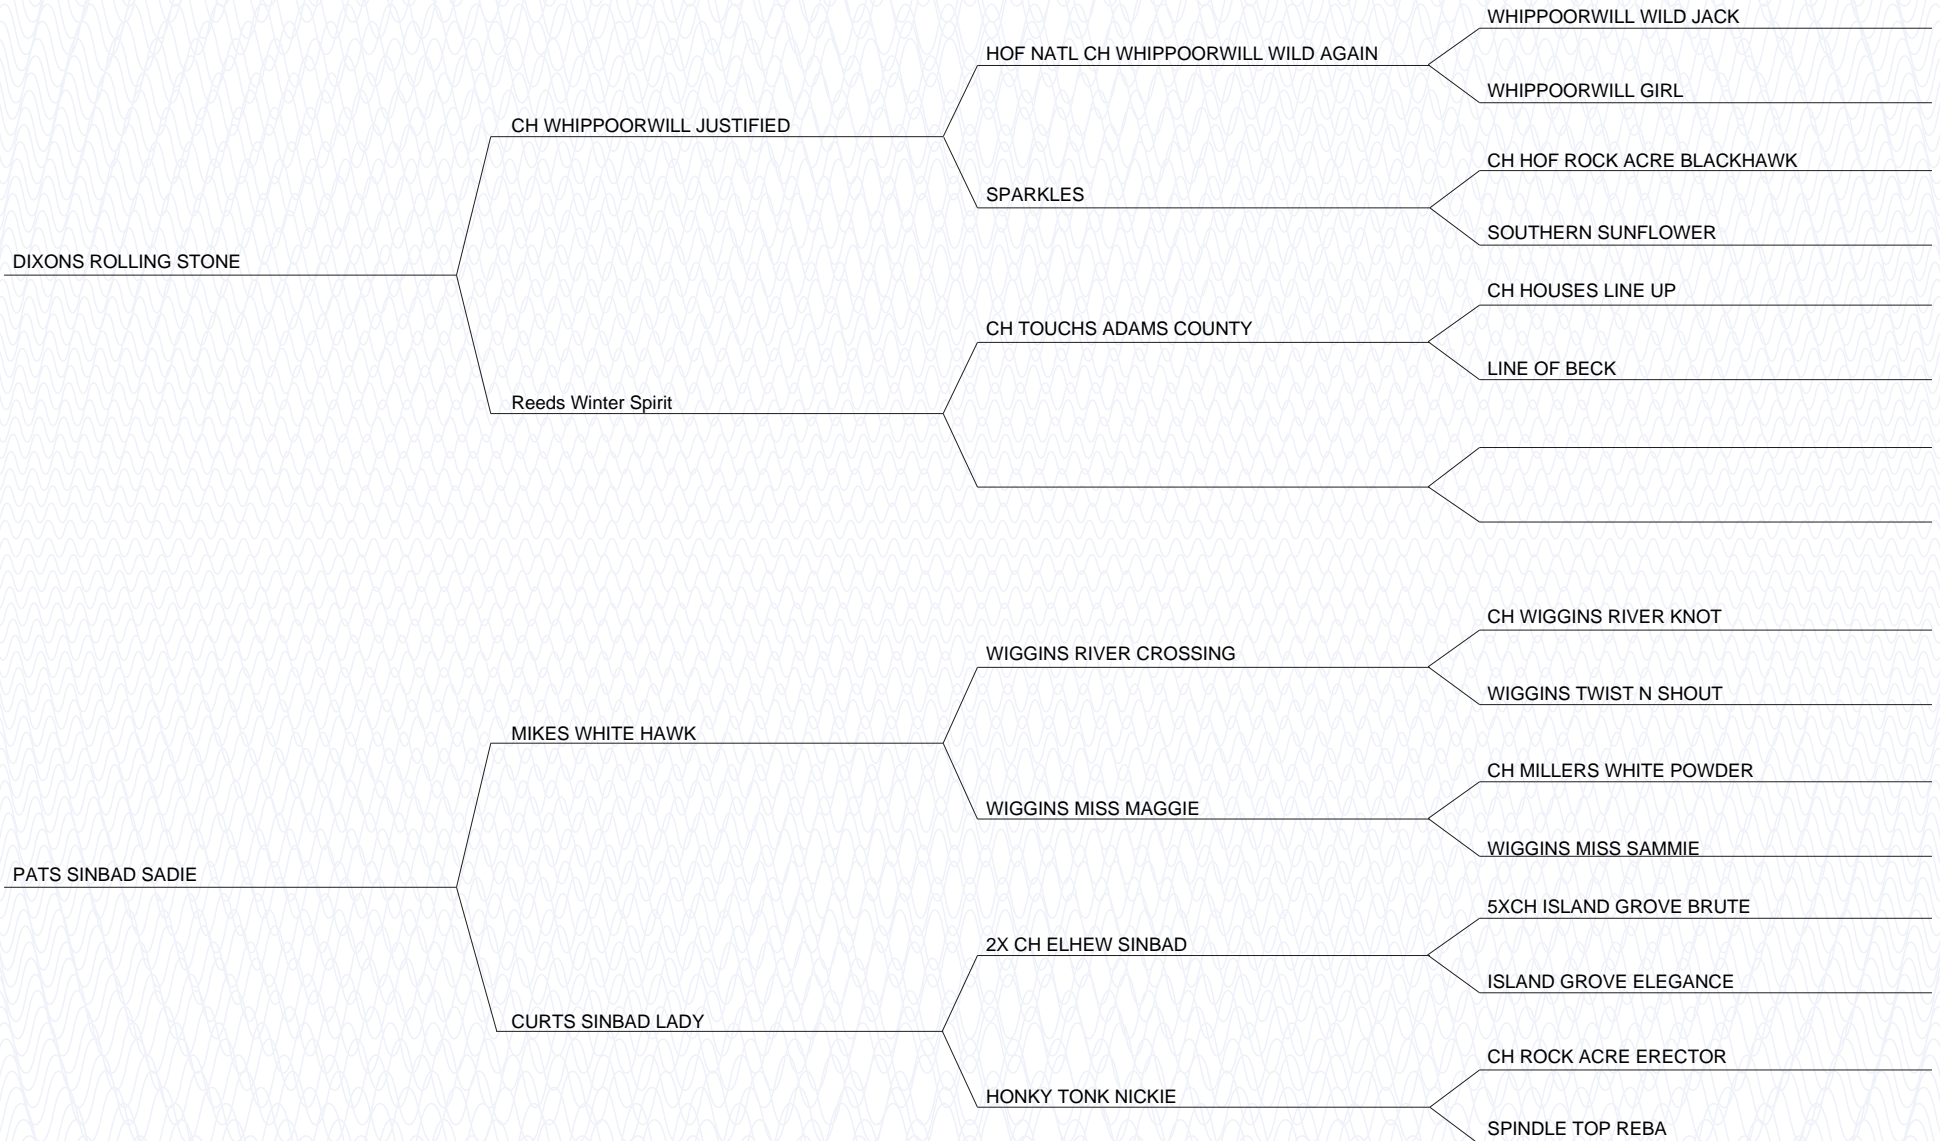 WHIPPOORWILL WILD JACK
HOF NATL CH WHIPPOORWILL WILD AGAIN
WHIPPOORWILL GIRL
CH WHIPPOORWILL JUSTIFIED
CH HOF ROCK ACRE BLACKHAWK
SPARKLES
SOUTHERN SUNFLOWER
DIXONS ROLLING STONE
CH HOUSES LINE UP
CH TOUCHS ADAMS COUNTY
LINE OF BECK
Reeds Winter Spirit
CH WIGGINS RIVER KNOT
WIGGINS RIVER CROSSING
WIGGINS TWIST N SHOUT
MIKES WHITE HAWK
CH MILLERS WHITE POWDER
WIGGINS MISS MAGGIE
WIGGINS MISS SAMMIE
PATS SINBAD SADIE
5XCH ISLAND GROVE BRUTE
2X CH ELHEW SINBAD
ISLAND GROVE ELEGANCE
CURTS SINBAD LADY
CH ROCK ACRE ERECTOR
HONKY TONK NICKIE
SPINDLE TOP REBA